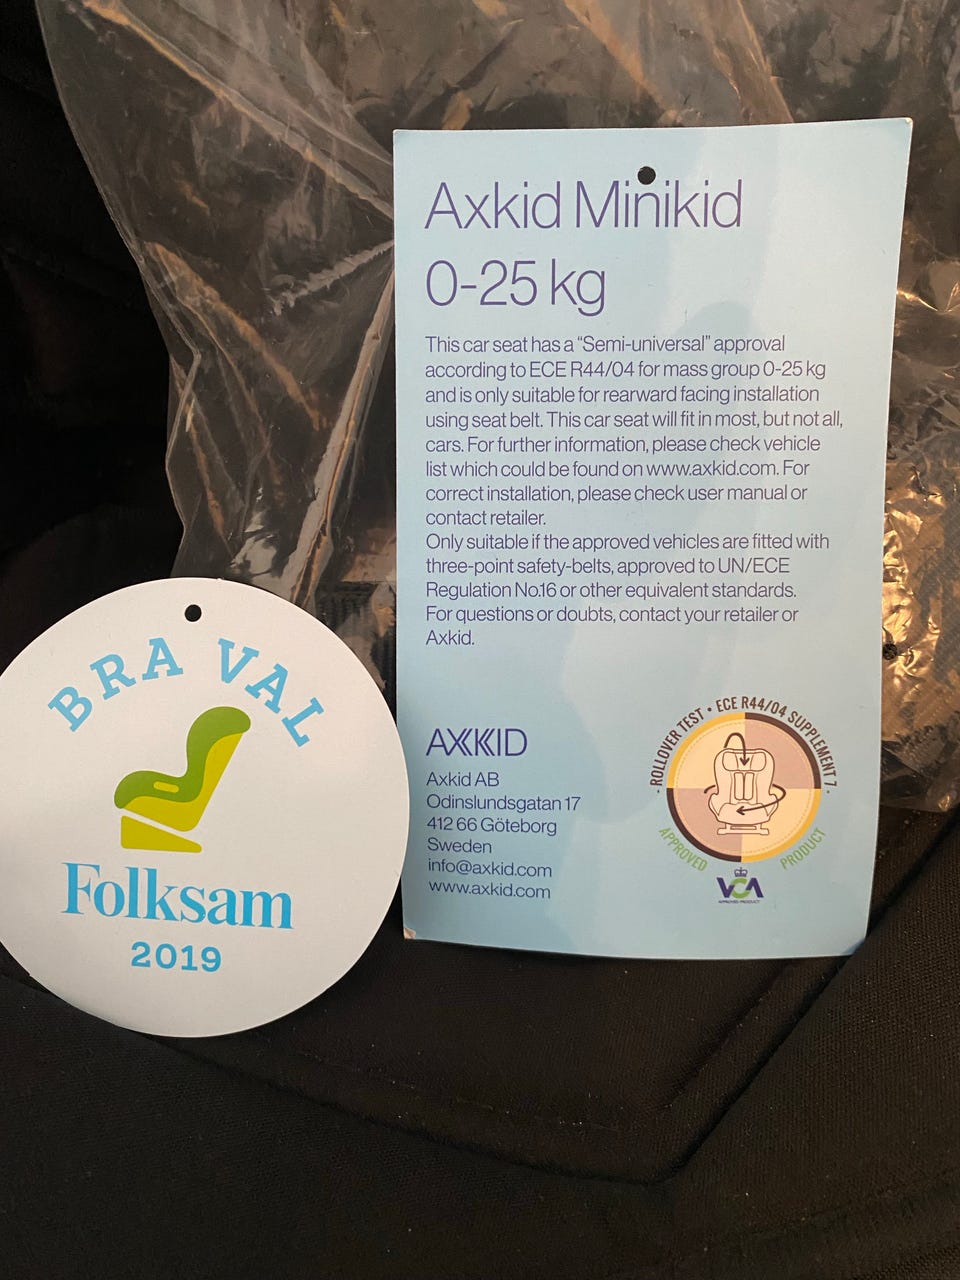 Axkid Minikid
0-25 kg
This car seat has a “Semi-universal” approval
according to ECE R44/04 for mass group 0-25 kg
and is only suitable for rearward facing installation
using seat belt. This car seat will fit in most, but not all,
cars. For further information, please check vehicle
list which could be found on www.axkid.com. For
correct installation, please check user manual or
contact retailer.
Only suitable if the approved vehicles are fitted with
three-point safety-belts, approved to UN/ECE
Regulation No.16 or other equivalent standards.
For questions or doubts, contact your retailer or
Axkid.
AXKID
Axkid AB
Odinslundsgatan 17
412 66 Göteborg
Sweden
info@axkid.com
www.axkid.com
- ROLLOVER TEST • ECE R44/04 SUPPLEMENT 7 -
APPROVED PRODUCT
VCA
APPROVED PRODUCT
BRA VAL
Folksam
2019